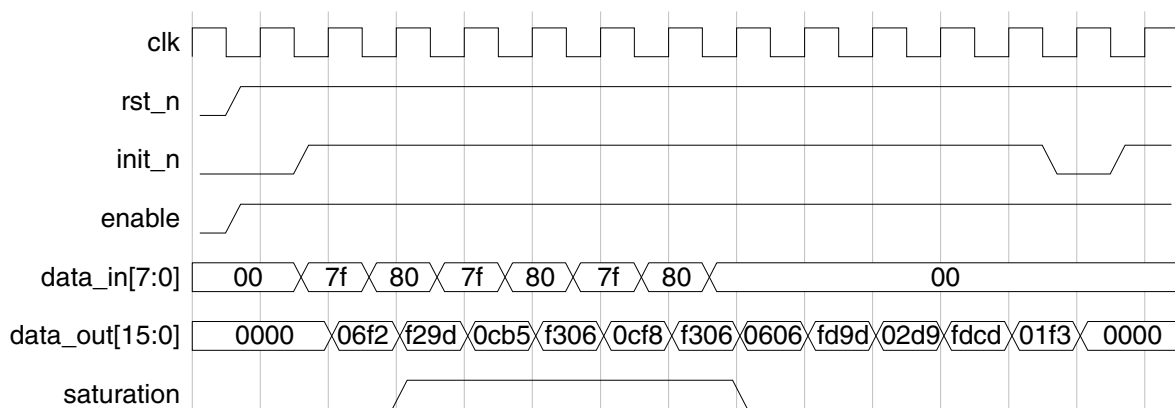 clk
rst_n
init_n
enable
data_in[7:0] 00 7f 80 7f 80 7f 80 00
data_out[15:0] 0000 06f2 f29d 0cb5 f306 0cf8 f306 0606 fd9d 02d9 fdcd 01f3 0000
saturation